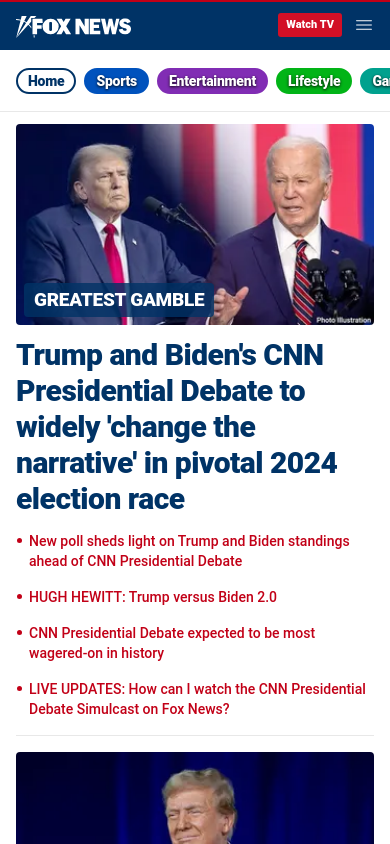 FOX NEWS
Watch TV
Home
Sports
Entertainment
Lifestyle
Ga
GREATEST GAMBLE
Photo Illustration
Trump and Biden's CNN
Presidential Debate to
widely 'change the
narrative' in pivotal 2024
election race
New poll sheds light on Trump and Biden standings
ahead of CNN Presidential Debate
HUGH HEWITT: Trump versus Biden 2.0
CNN Presidential Debate expected to be most
wagered-on in history
LIVE UPDATES: How can I watch the CNN Presidential
Debate Simulcast on Fox News?